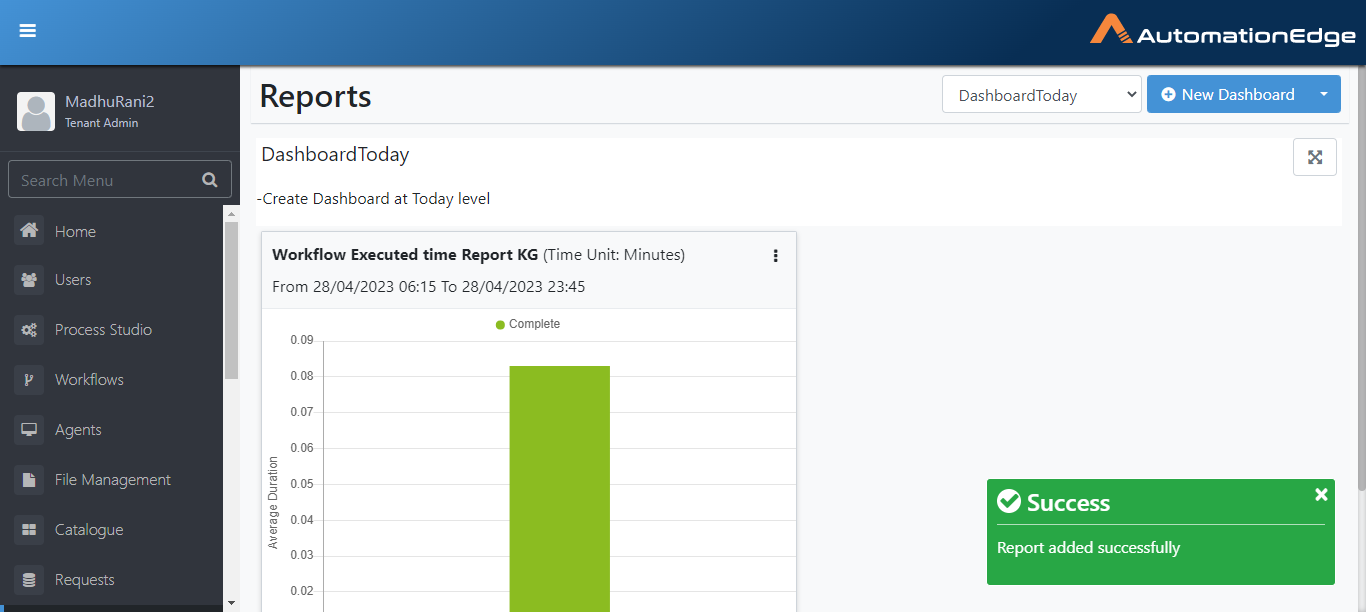 AutomationEdge
MadhuRani2
Tenant Admin
Search Menu
Home
Users
Process Studio
Workflows
Agents
File Management
Catalogue
Requests
Reports
DashboardToday
New Dashboard
DashboardToday
-Create Dashboard at Today level
Workflow Executed time Report KG (Time Unit: Minutes)
From 28/04/2023 06:15 To 28/04/2023 23:45
Complete
0.09
0.08
0.07
0.06
0.05
0.04
0.03
0.02
Average Duration
Success
Report added successfully